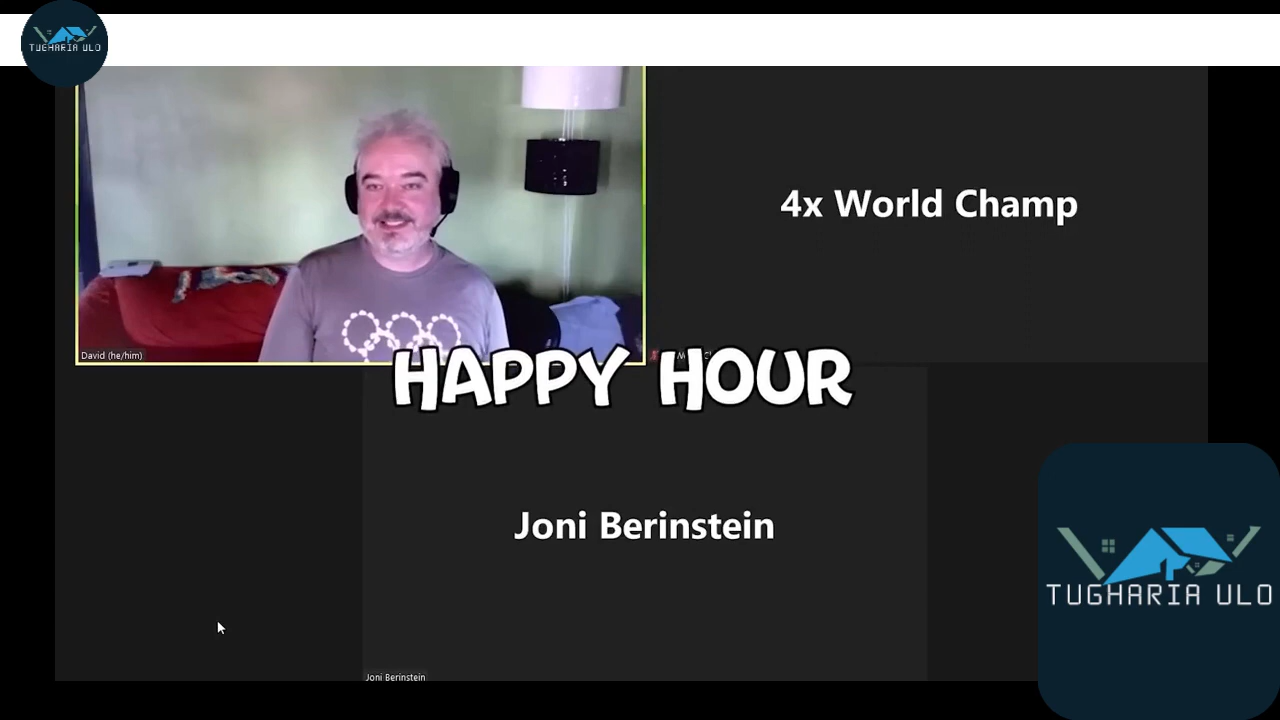 TUGHARIA ULO
4x World Champ
David (he/him)
HAPPY HOUR
Joni Berinstein
TUGHARIA ULO
Joni Berinstein